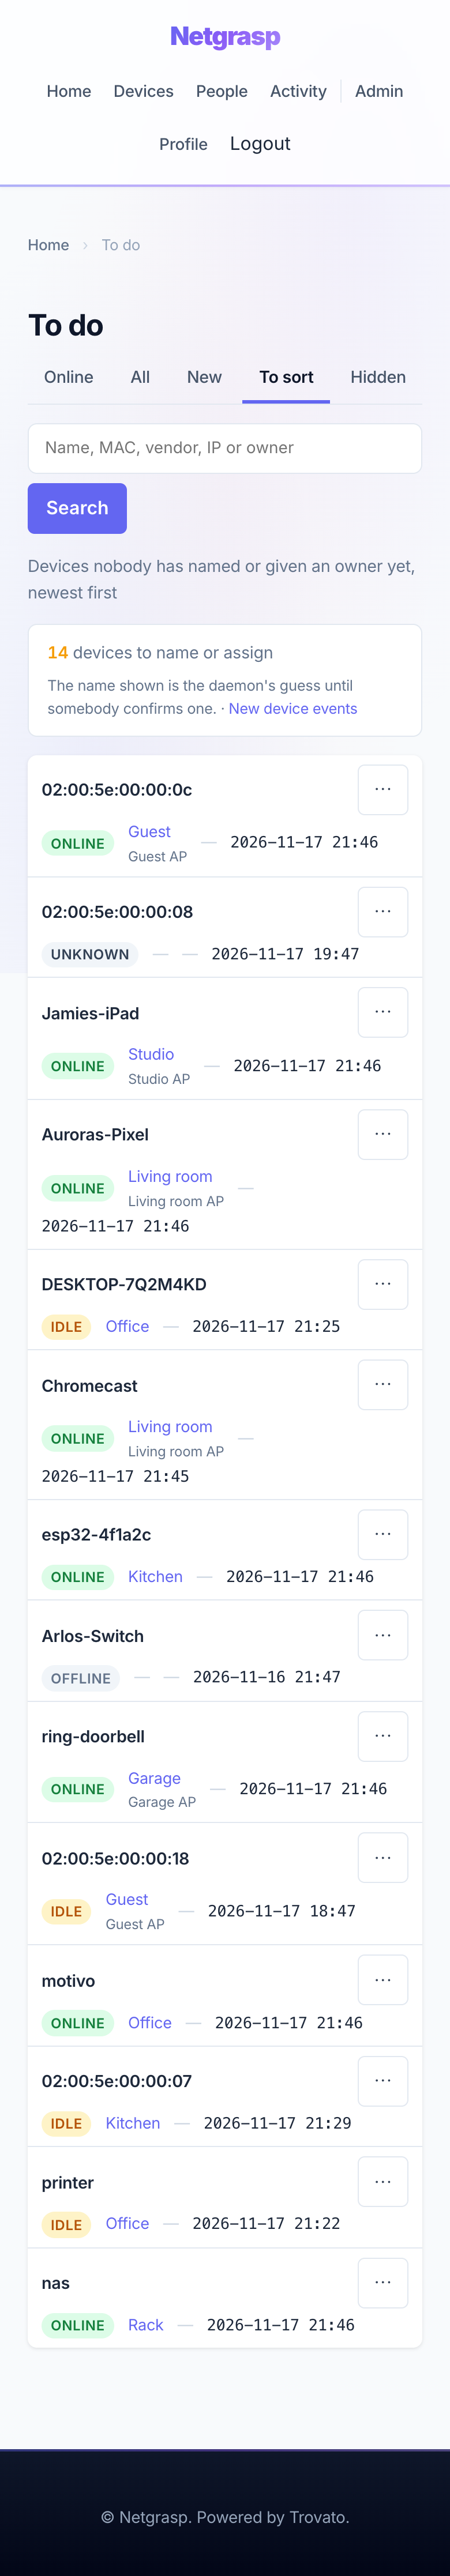 Netgrasp
Home Devices People Activity Admin
Profile Logout
Home › To do
To do
Online All New To sort Hidden
Name, MAC, vendor, IP or owner
Search
Devices nobody has named or given an owner yet,
newest first
14 devices to name or assign
The name shown is the daemon's guess until
somebody confirms one. · New device events
02:00:5e:00:00:0c ...
ONLINE Guest — 2026-11-17 21:46
Guest AP
02:00:5e:00:00:08 ...
UNKNOWN — — 2026-11-17 19:47
Jamies-iPad ...
ONLINE Studio — 2026-11-17 21:46
Studio AP
Auroras-Pixel ...
ONLINE Living room —
Living room AP
2026-11-17 21:46
DESKTOP-7Q2M4KD ...
IDLE Office — 2026-11-17 21:25
Chromecast ...
ONLINE Living room —
Living room AP
2026-11-17 21:45
esp32-4f1a2c ...
ONLINE Kitchen — 2026-11-17 21:46
Arlos-Switch ...
OFFLINE — — 2026-11-16 21:47
ring-doorbell ...
ONLINE Garage — 2026-11-17 21:46
Garage AP
02:00:5e:00:00:18 ...
IDLE Guest — 2026-11-17 18:47
Guest AP
motivo ...
ONLINE Office — 2026-11-17 21:46
02:00:5e:00:00:07 ...
IDLE Kitchen — 2026-11-17 21:29
printer ...
IDLE Office — 2026-11-17 21:22
nas ...
ONLINE Rack — 2026-11-17 21:46
© Netgrasp. Powered by Trovato.